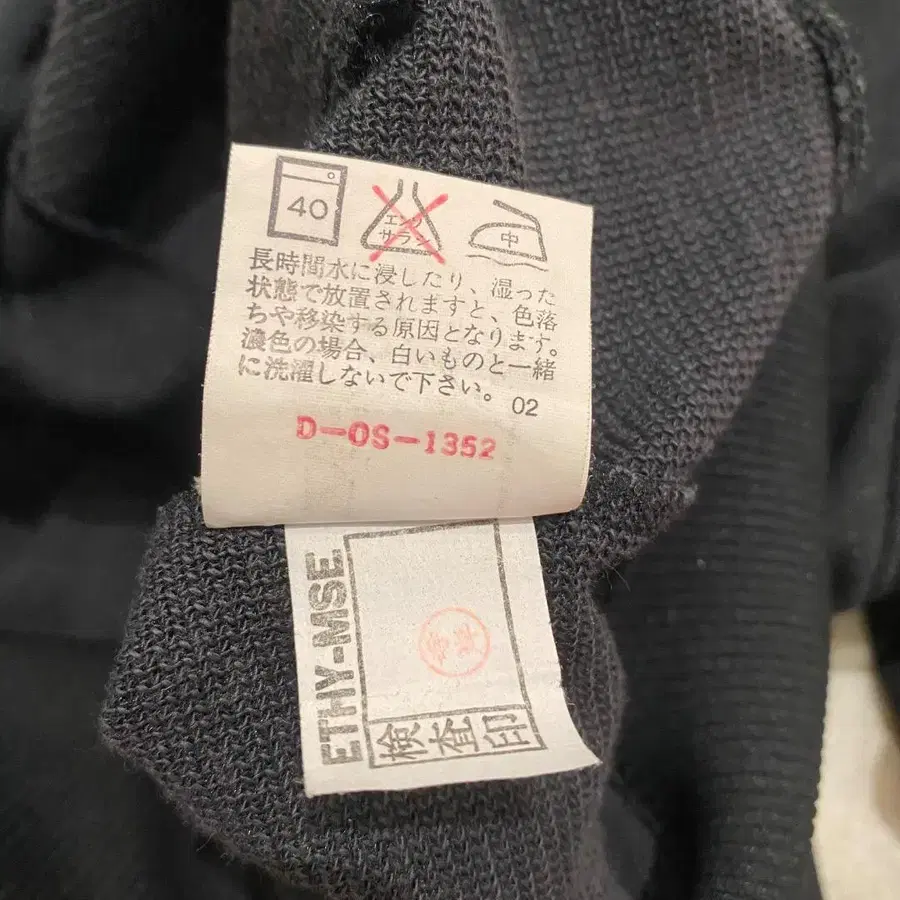 40
エンソ
サラシ
中
長時間水に浸したり、湿った
状態で放置されますと、色落
ちや移染する原因となります。
濃色の場合、白いものと一緒
に洗濯しないで下さい。 02
D-OS-1352
ETHY-MSE
検査印